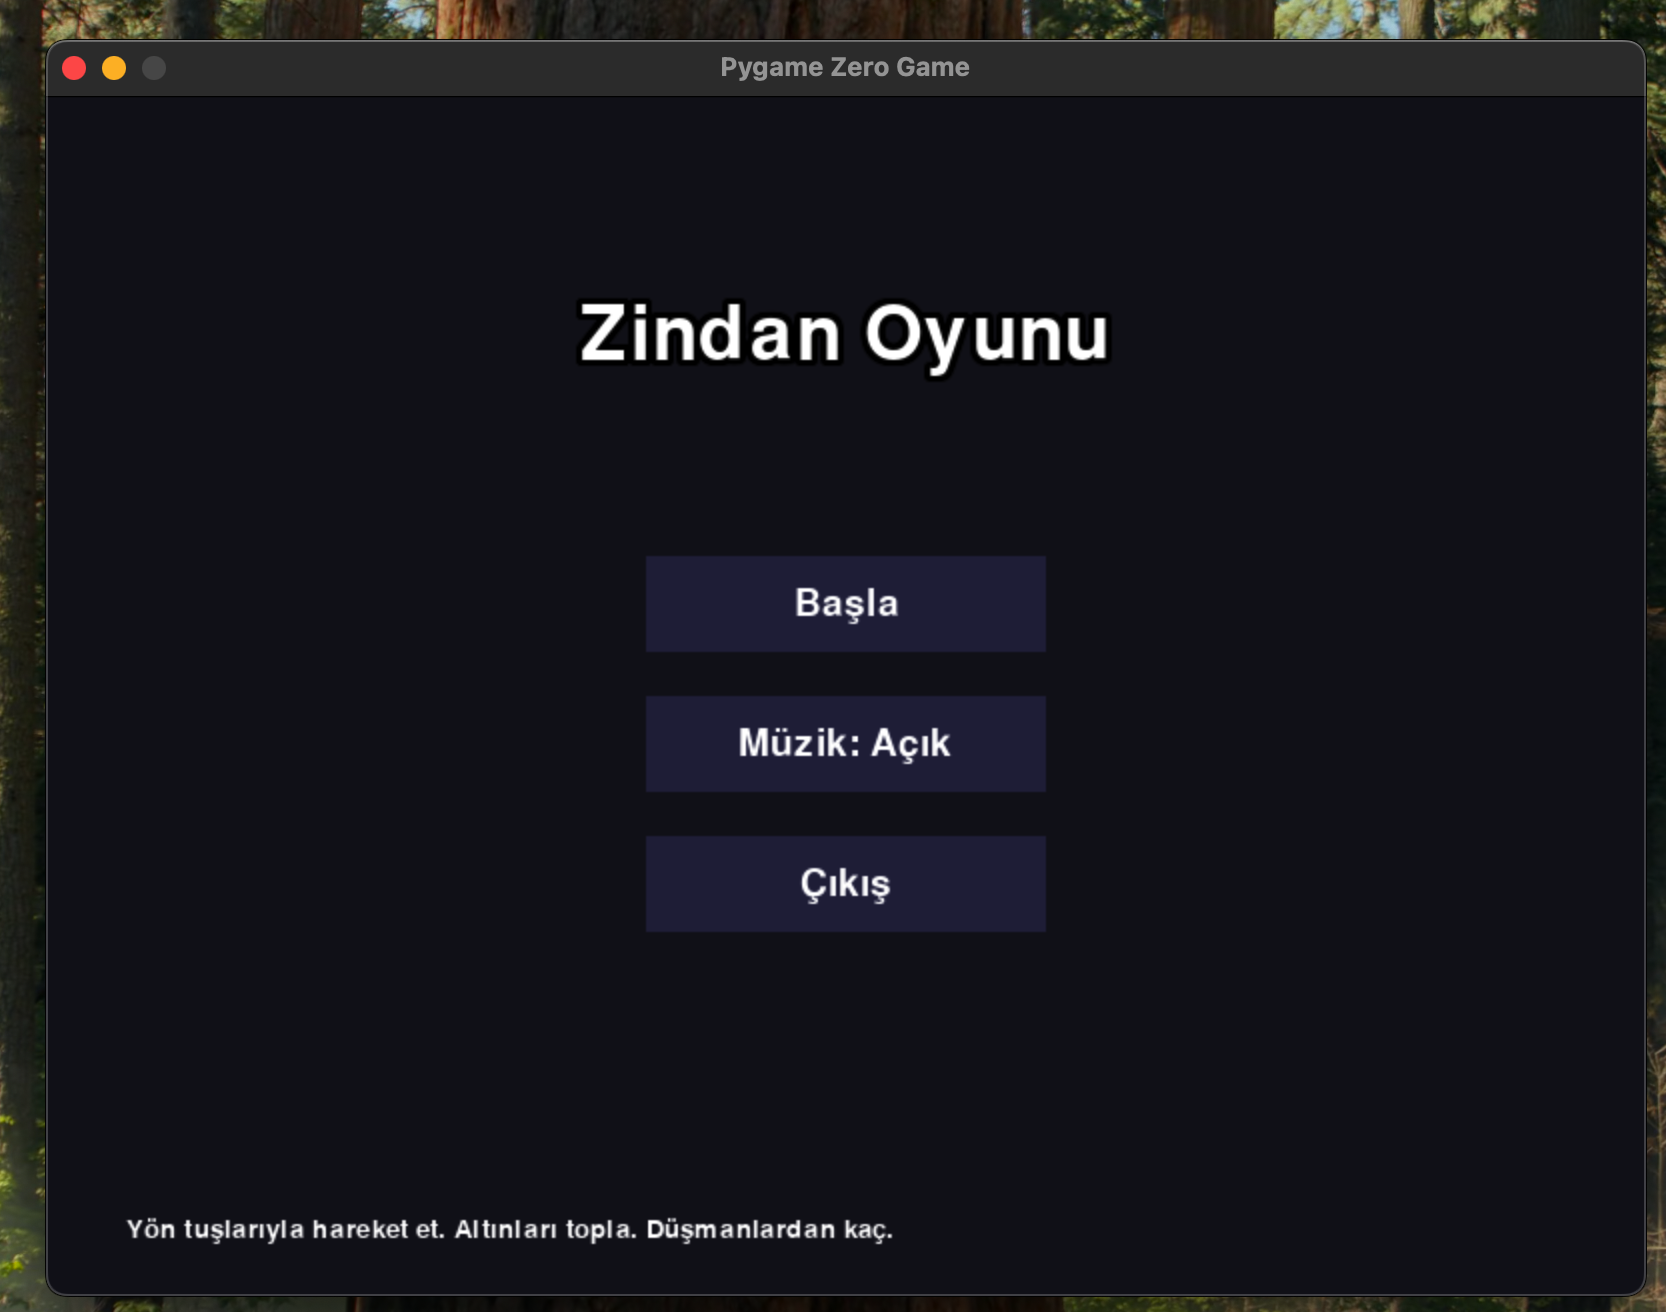 Pygame Zero Game
Zindan Oyunu
Başla
Müzik: Açık
Çıkış
Yön tuşlarıyla hareket et. Altınları topla. Düşmanlardan kaç.